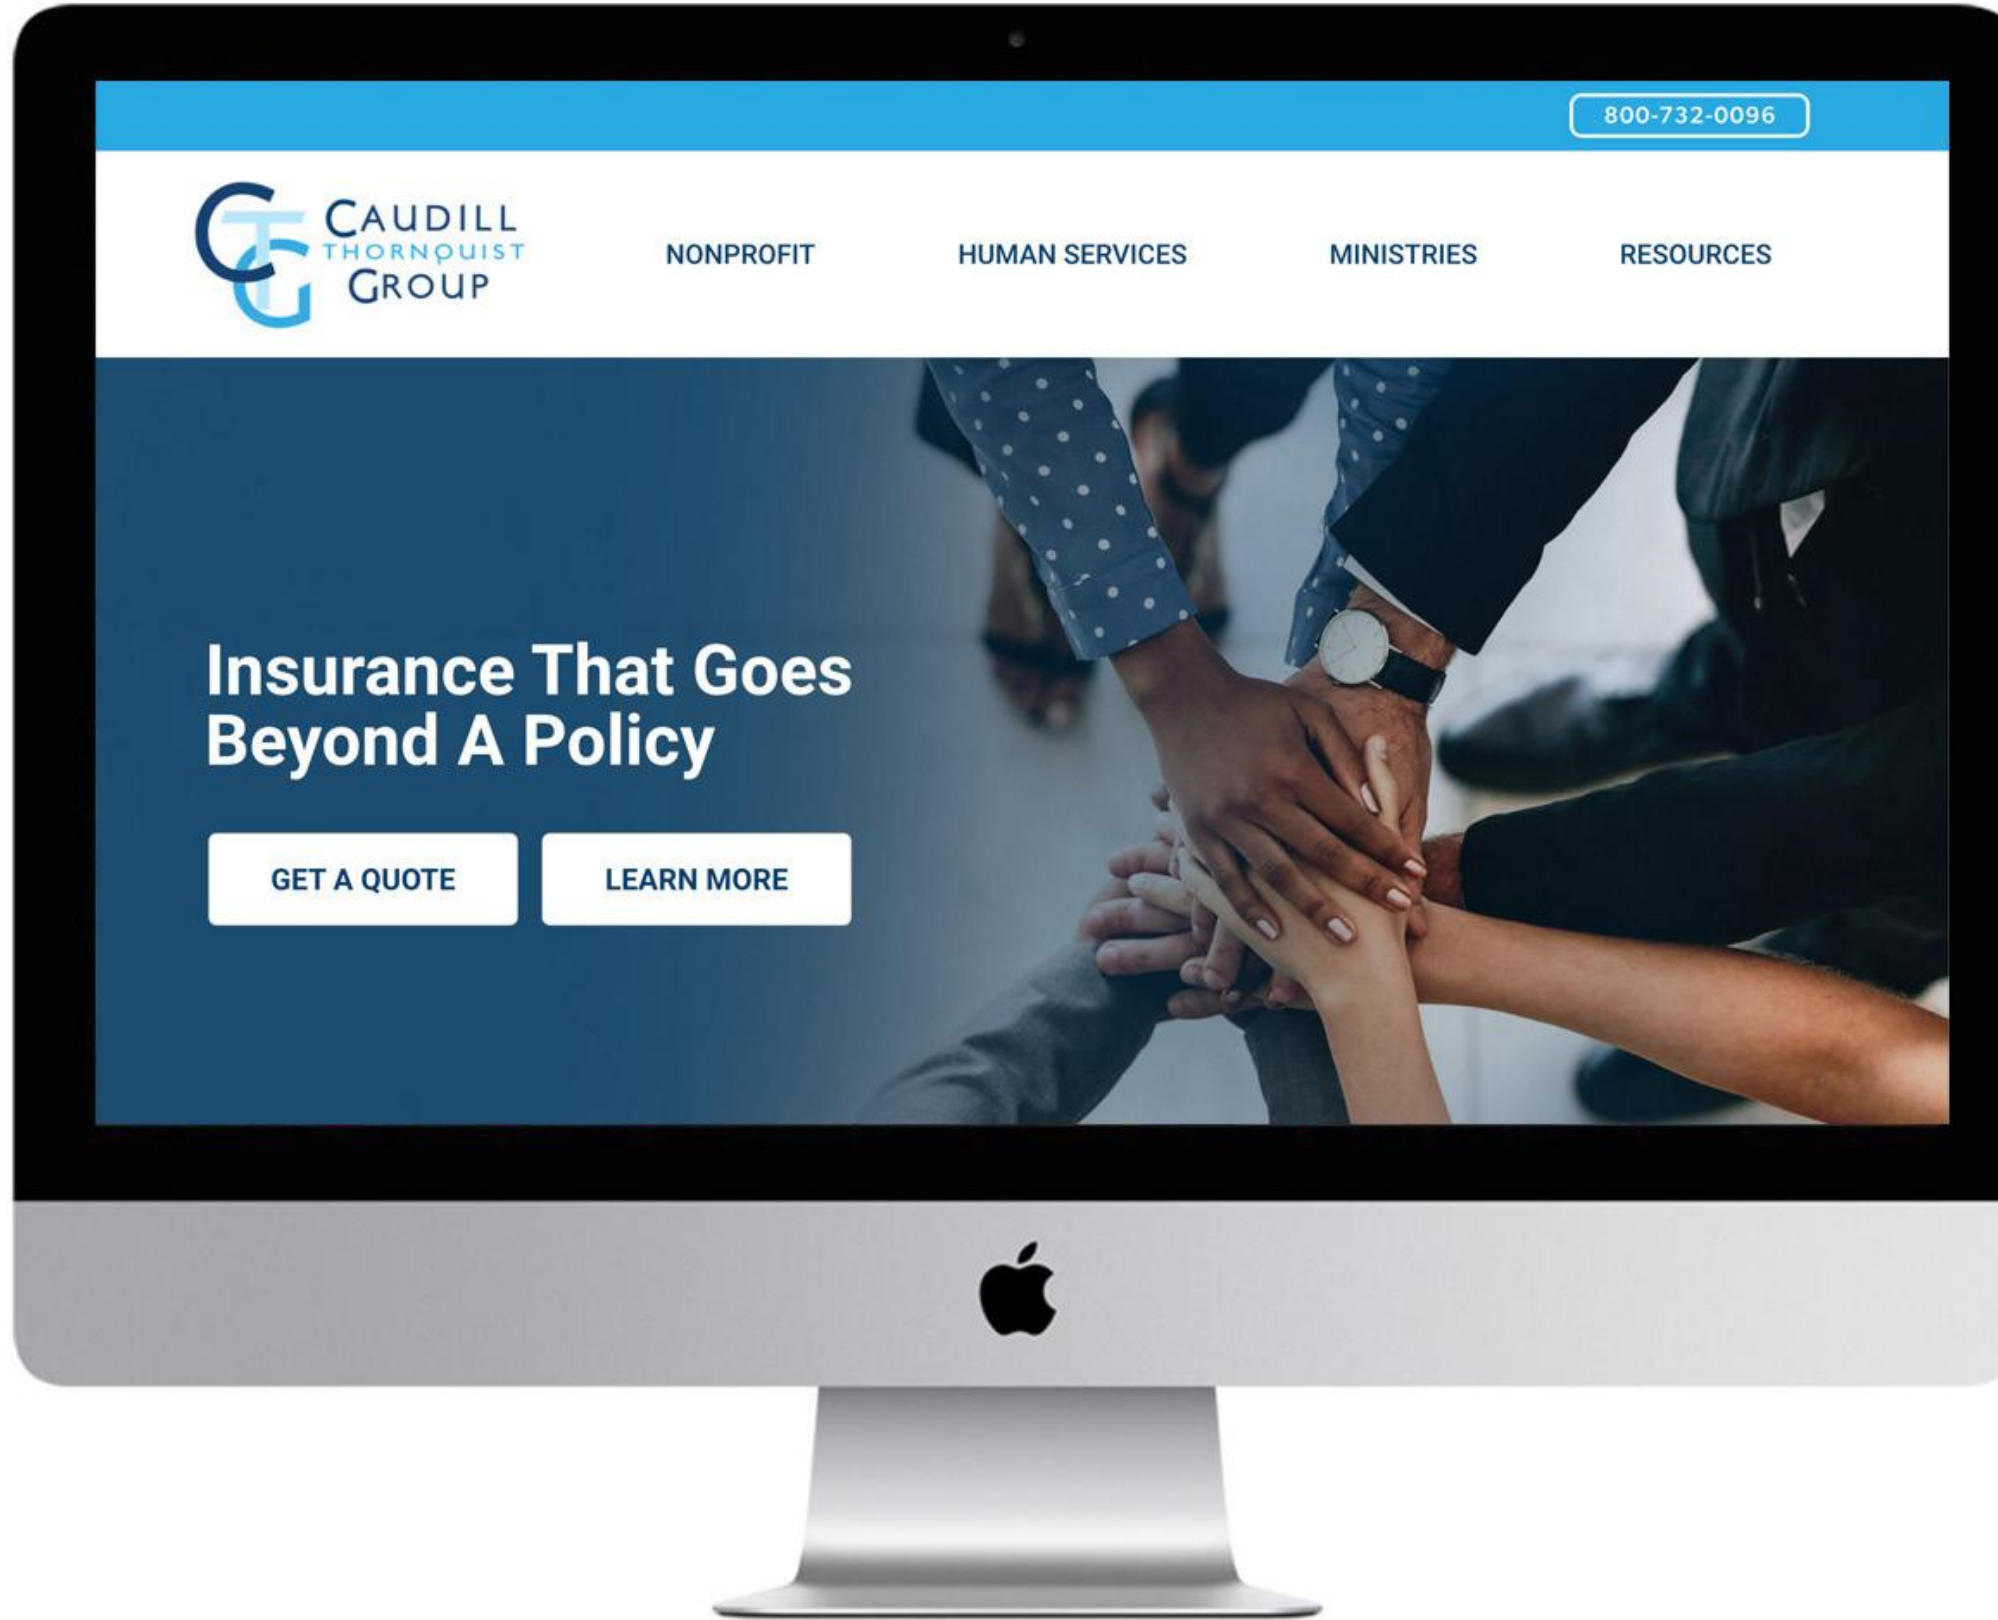 800-732-0096
CAUDILL
THORNQUIST
GROUP
NONPROFIT
HUMAN SERVICES
MINISTRIES
RESOURCES
Insurance That Goes
Beyond A Policy
GET A QUOTE
LEARN MORE